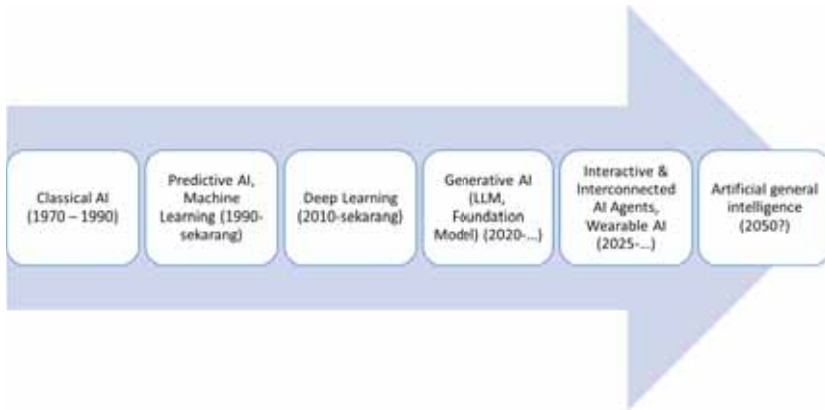 Classical AI
(1970 – 1990)
Predictive AI,
Machine
Learning (1990-
sekarang)
Deep Learning
(2010-sekarang)
Generative AI
(LLM,
Foundation
Model) (2020-...)
Interactive &
Interconnected
AI Agents,
Wearable AI
(2025-...)
Artificial general
intelligence
(2050?)